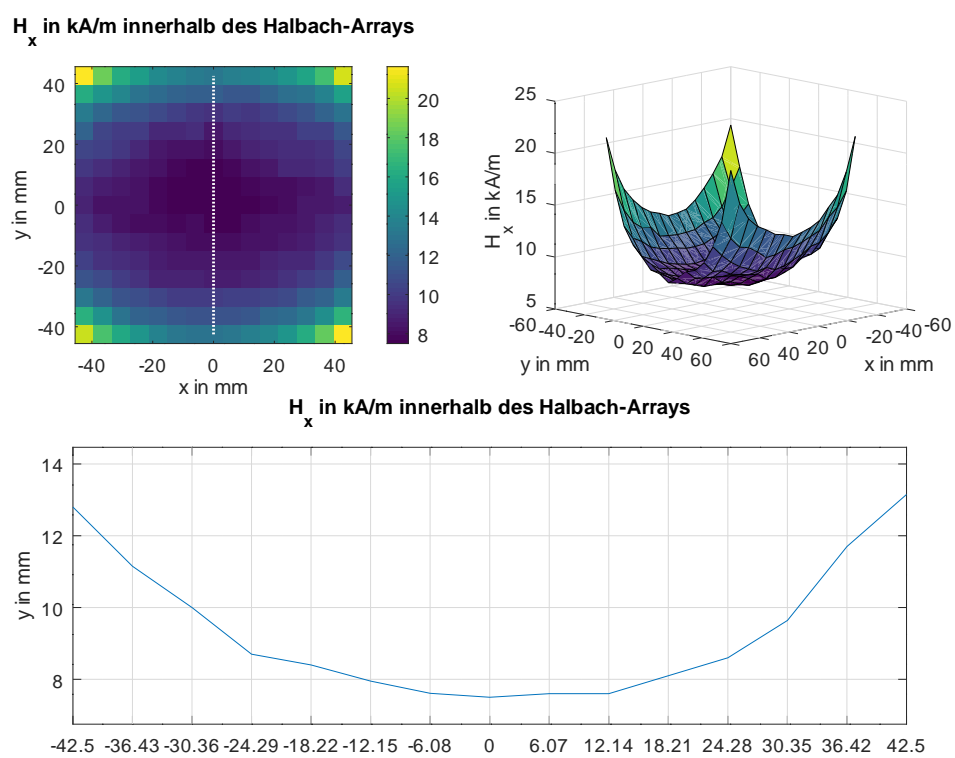 H_x in kA/m innerhalb des Halbach-Arrays
40
20
0
-20
-40
y in mm
-40 -20 0 20 40
x in mm
20
18
16
14
12
10
8
25
20
15
10
5
H_x in kA/m
-60 -40 -20 0 20 40 60
y in mm
60 40 20 0 -20 -40 -60
x in mm
H_x in kA/m innerhalb des Halbach-Arrays
14
12
10
8
y in mm
-42.5 -36.43 -30.36 -24.29 -18.22 -12.15 -6.08 0 6.07 12.14 18.21 24.28 30.35 36.42 42.5